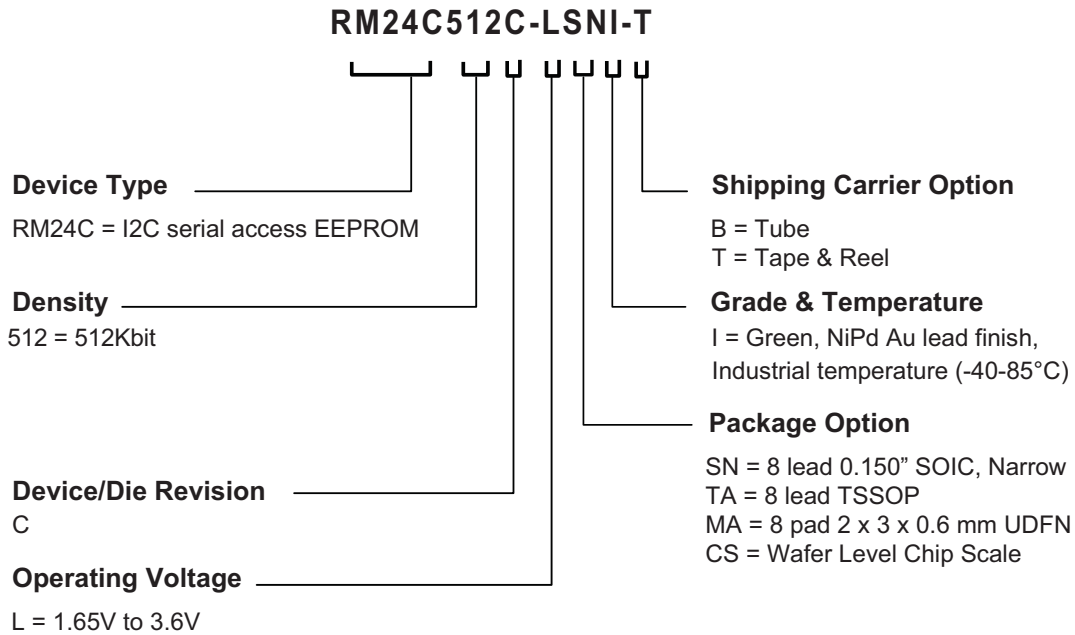 RM24C512C-LSNI-T
Device Type
RM24C = I2C serial access EEPROM
Density
512 = 512Kbit
Device/Die Revision
C
Operating Voltage
L = 1.65V to 3.6V
Shipping Carrier Option
B = Tube
T = Tape & Reel
Grade & Temperature
I = Green, NiPd Au lead finish,
Industrial temperature (-40-85°C)
Package Option
SN = 8 lead 0.150” SOIC, Narrow
TA = 8 lead TSSOP
MA = 8 pad 2 x 3 x 0.6 mm UDFN
CS = Wafer Level Chip Scale